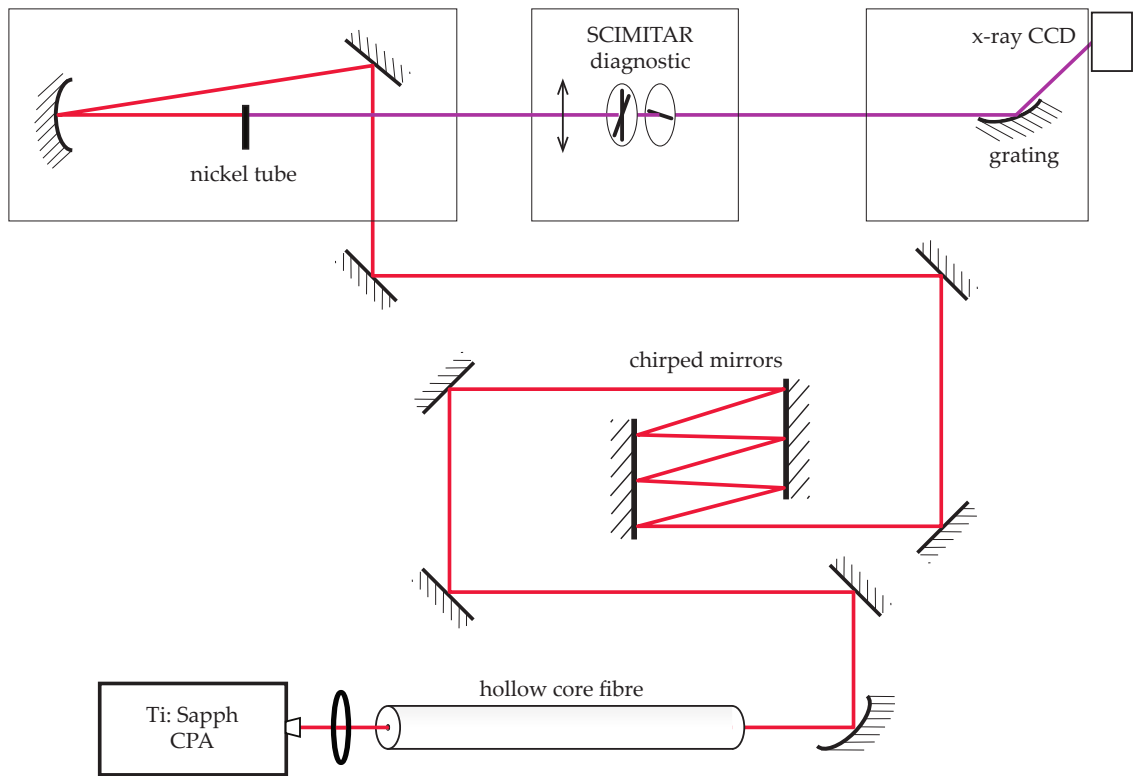 SCIMITAR
diagnostic
x-ray CCD
nickel tube
grating
chirped mirrors
hollow core fibre
Ti: Sapph
CPA